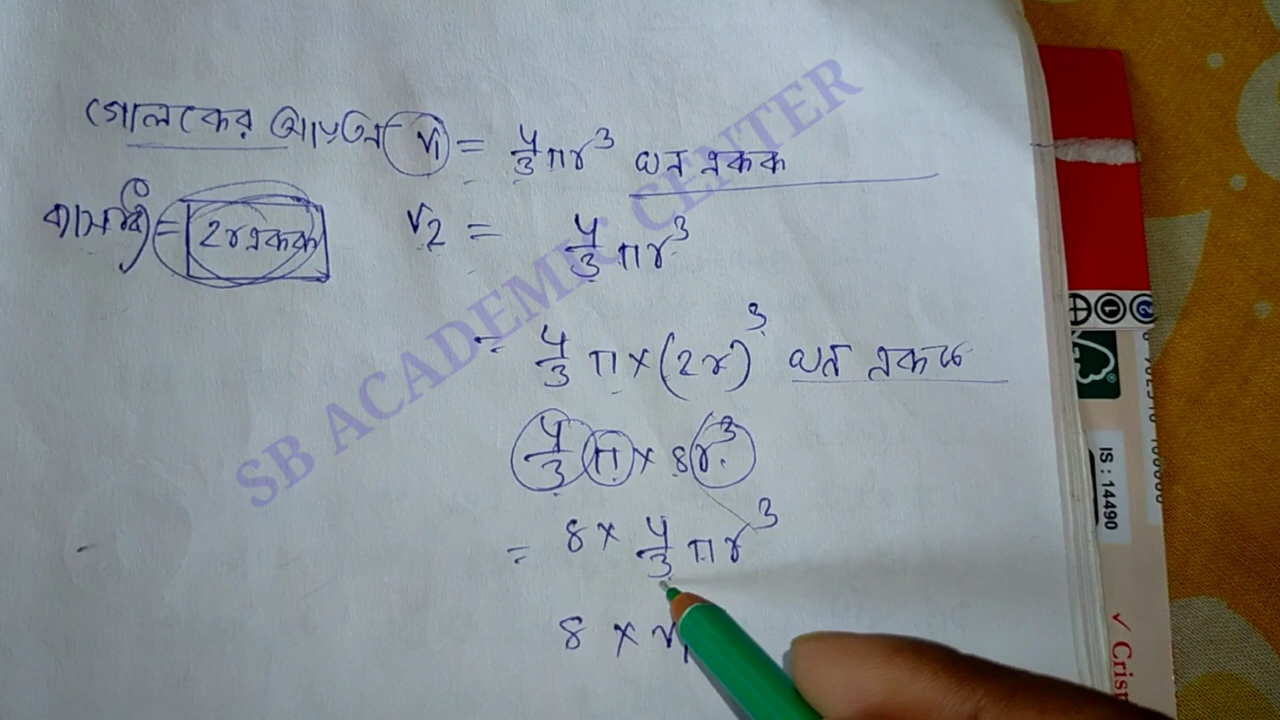 গোলকের আয়তন V₁ = 4/3 πr³ ঘন একক
= 2r একক V₂ = 4/3 πr³
= 4/3 π × (2r)³ ঘন একক
4/3 π × 8r³
= 8 × 4/3 πr³
8 × V₁
SB ACADEMIC CENTER
IS : 14490
✓ Crisp